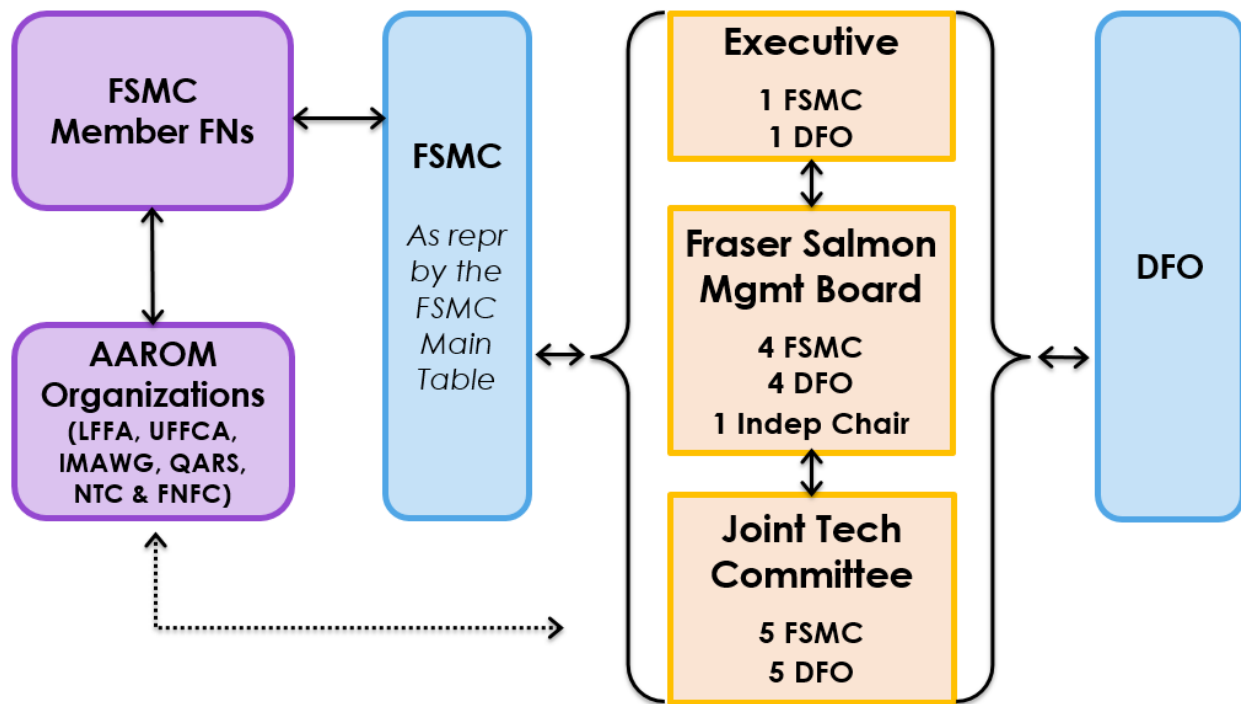 FSMC
Member FNs
AAROM
Organizations
(LFFA, UFFCA,
IMAWG, QARS,
NTC & FNFC)
FSMC
As repr
by the
FSMC
Main
Table
Executive
1 FSMC
1 DFO
Fraser Salmon
Mgmt Board
4 FSMC
4 DFO
1 Indep Chair
Joint Tech
Committee
5 FSMC
5 DFO
DFO